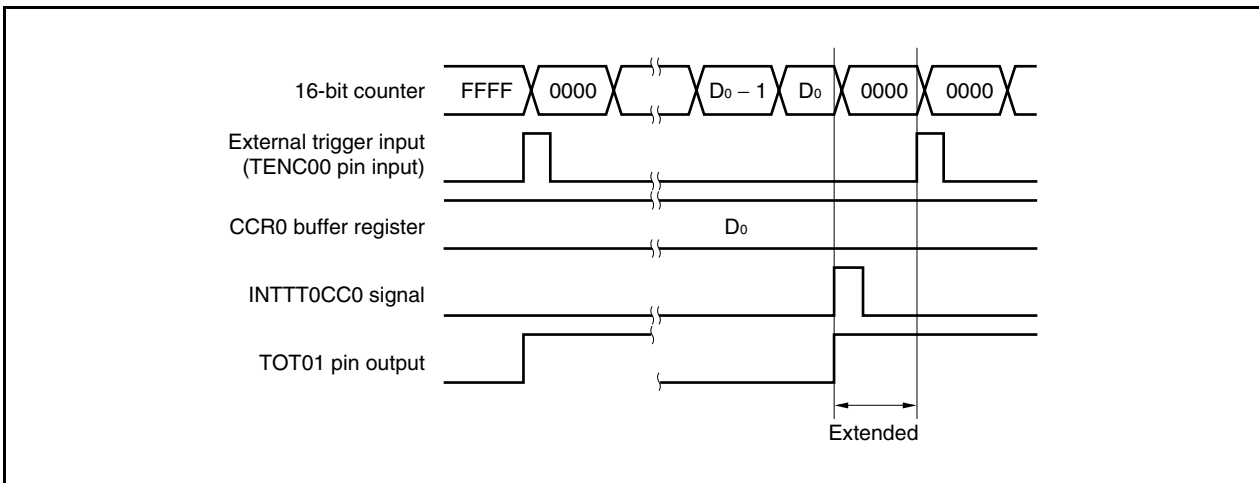 16-bit counter FFFF 0000 D0 − 1 D0 0000 0000
External trigger input
(TENC00 pin input)
CCR0 buffer register D0
INTTT0CC0 signal
TOT01 pin output
Extended